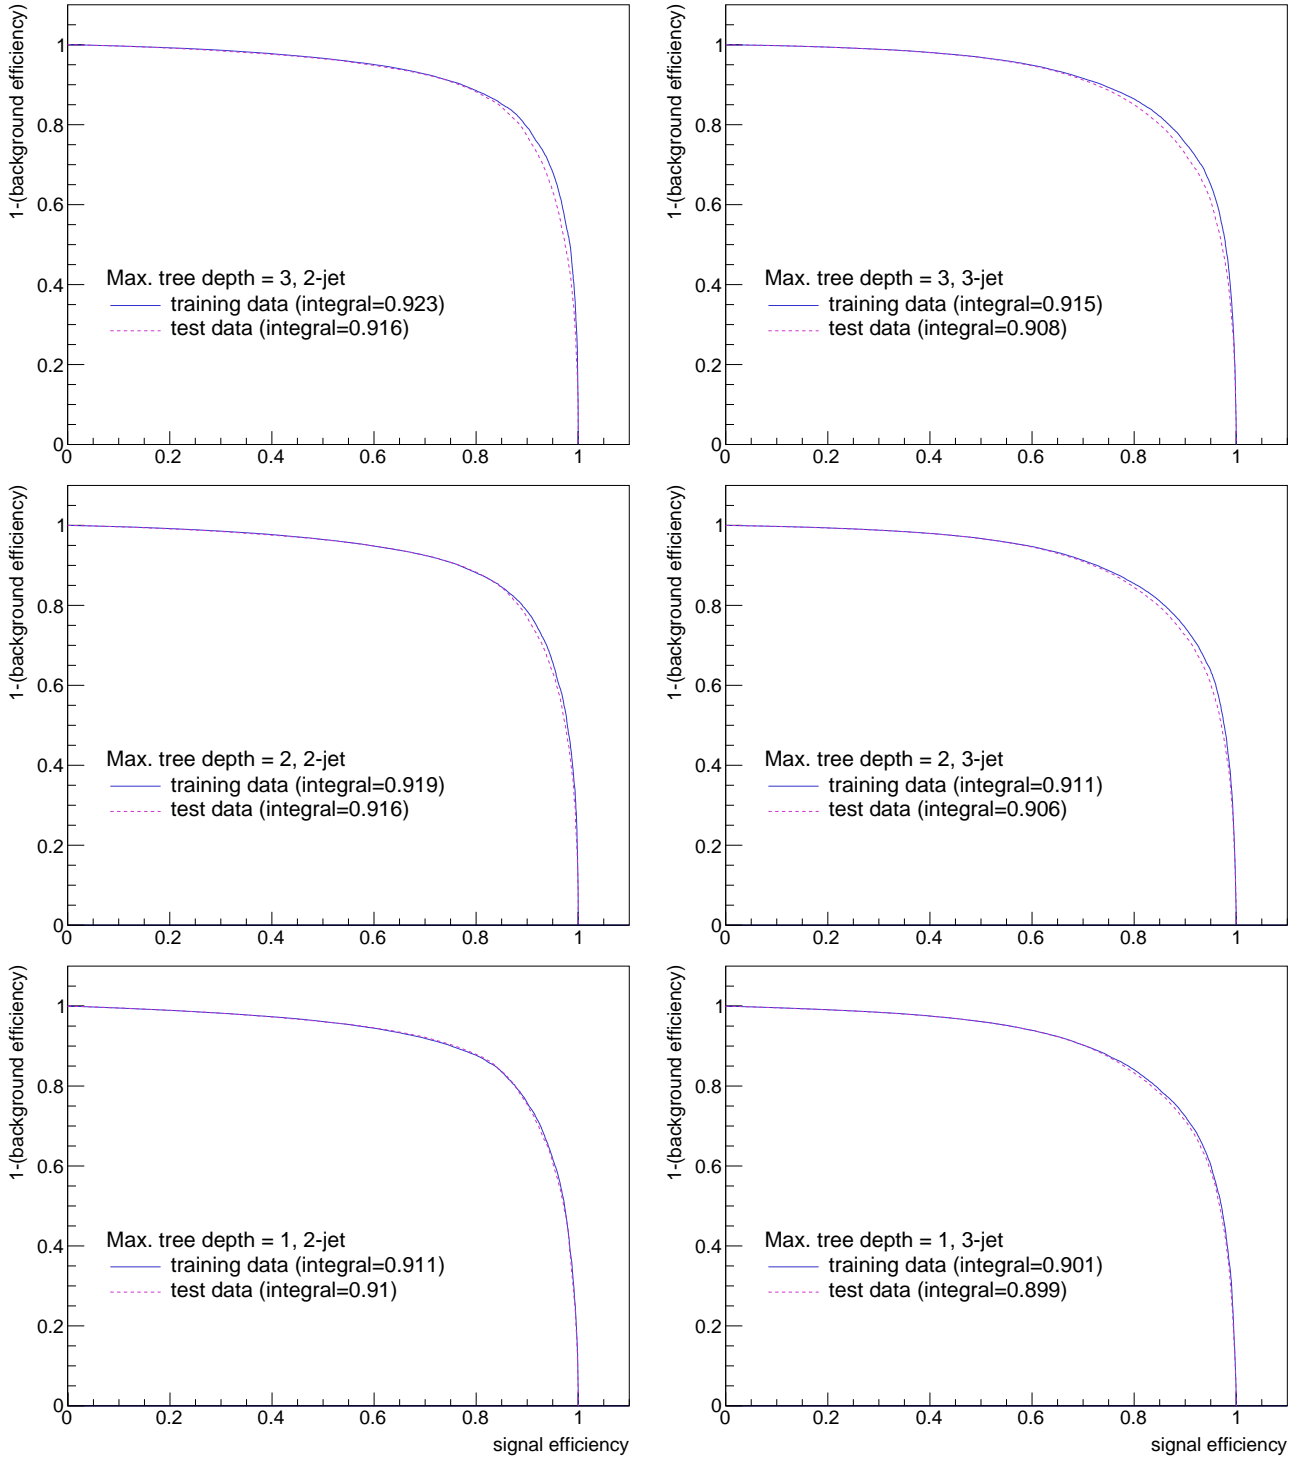 1-(background efficiency)
1
0.8
0.6
0.4
0.2
0
Max. tree depth = 3, 2-jet
training data (integral=0.923)
test data (integral=0.916)
0 0.2 0.4 0.6 0.8 1
1-(background efficiency)
1
0.8
0.6
0.4
0.2
0
Max. tree depth = 3, 3-jet
training data (integral=0.915)
test data (integral=0.908)
0 0.2 0.4 0.6 0.8 1
1-(background efficiency)
1
0.8
0.6
0.4
0.2
0
Max. tree depth = 2, 2-jet
training data (integral=0.919)
test data (integral=0.916)
0 0.2 0.4 0.6 0.8 1
1-(background efficiency)
1
0.8
0.6
0.4
0.2
0
Max. tree depth = 2, 3-jet
training data (integral=0.911)
test data (integral=0.906)
0 0.2 0.4 0.6 0.8 1
1-(background efficiency)
1
0.8
0.6
0.4
0.2
0
Max. tree depth = 1, 2-jet
training data (integral=0.911)
test data (integral=0.91)
0 0.2 0.4 0.6 0.8 1
signal efficiency
1-(background efficiency)
1
0.8
0.6
0.4
0.2
0
Max. tree depth = 1, 3-jet
training data (integral=0.901)
test data (integral=0.899)
0 0.2 0.4 0.6 0.8 1
signal efficiency